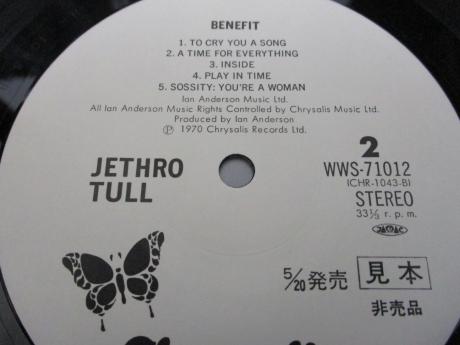 BENEFIT
1. TO CRY YOU A SONG
2. A TIME FOR EVERYTHING
3. INSIDE
4. PLAY IN TIME
5. SOSSITY: YOU'RE A WOMAN
Ian Anderson Music Ltd.
All Ian Anderson Music Rights Controlled by Chrysalis Music Ltd.
Produced by Ian Anderson
Ⓟ 1970 Chrysalis Records Ltd.
JETHRO
TULL
2
WWS-71012
(CHR-1043-B)
STEREO
33⅓ r. p. m.
JASRAC
5/20発売
見本
非売品